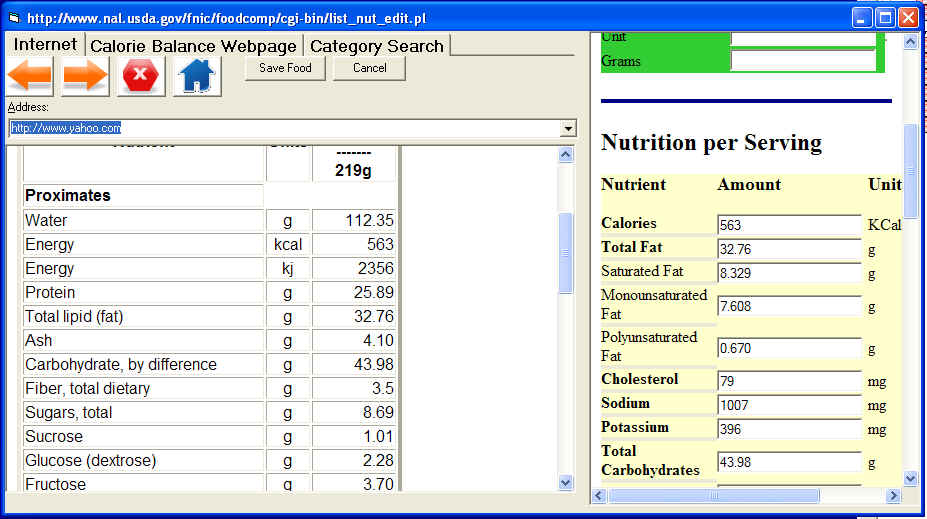 http://www.nal.usda.gov/fnic/foodcomp/cgi-bin/list_nut_edit.pl
Internet Calorie Balance Webpage Category Search
Save Food Cancel
Address:
http://www.yahoo.com
-------
219g
Proximates
Water g 112.35
Energy kcal 563
Energy kj 2356
Protein g 25.89
Total lipid (fat) g 32.76
Ash g 4.10
Carbohydrate, by difference g 43.98
Fiber, total dietary g 3.5
Sugars, total g 8.69
Sucrose g 1.01
Glucose (dextrose) g 2.28
Fructose g 3.70
Unit
Grams
Nutrition per Serving
Nutrient Amount Unit
Calories 563 KCal
Total Fat 32.76 g
Saturated Fat 8.329 g
Monounsaturated
Fat 7.608 g
Polyunsaturated
Fat 0.670 g
Cholesterol 79 mg
Sodium 1007 mg
Potassium 396 mg
Total
Carbohydrates 43.98 g